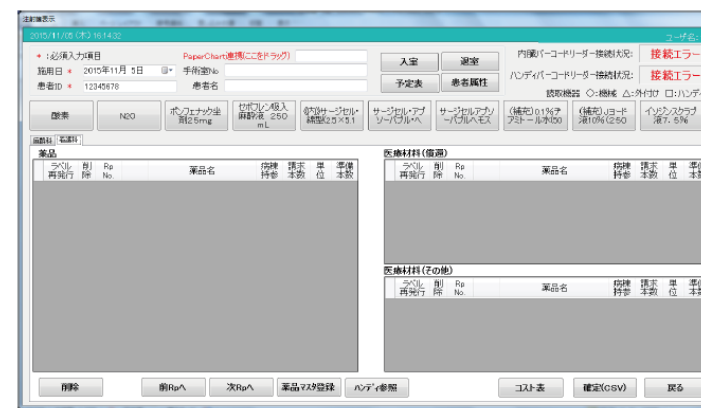 注射箋表示
2015/11/05 (木) 16:14:32 ユーザ名:
* :必須入力項目 PaperChart連携(ここをドラッグ)
施用日 * 2015年11月 5日 手術室No
患者ID * 12345678 患者名
入室 退室
予定表 患者属性
内蔵バーコードリーダー接続状況: 接続エラー
ハンディバーコードリーダー接続状況: 接続エラー
読取機器 ◇:機械 △:外付け □:ハンデ
酸素
N2O
ボルフェナック坐剤25mg
セボフレン吸入麻酔液 250mL
サージセル・綿型2.5×5.1
サージセル・アブソーバブル・ヘ
サージセルアブソーバブルヘモス
(補充)0.1%
(補充)Jヨード液10%(250
イソジンスクラブ液7.5%
麻酔科 看護科
薬品
ラベル再発行 削除 Rp No. 薬品名 病棟持参 請求本数 単位 準備本数
医療材料(償還)
ラベル再発行 削除 Rp No. 薬品名 病棟持参 請求本数 単位
医療材料(その他)
ラベル再発行 削除 Rp No. 薬品名 病棟持参 請求本数 単位
削除 前Rpへ 次Rpへ 薬品マスタ登録 ハンディ参照 コスト表 確定(CSV) 戻る